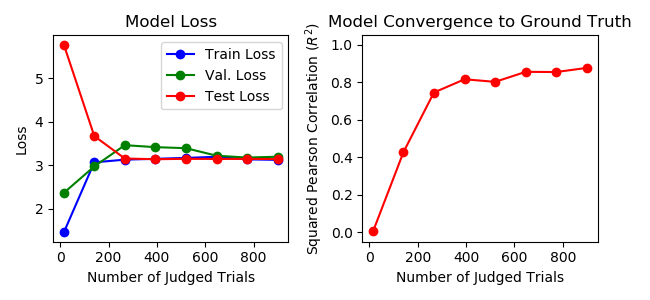 Model Loss
Loss
5
4
3
2
0
200
400
600
800
Number of Judged Trials
Train Loss
Val. Loss
Test Loss
Model Convergence to Ground Truth
Squared Pearson Correlation (R²)
1.0
0.8
0.6
0.4
0.2
0.0
0
200
400
600
800
Number of Judged Trials